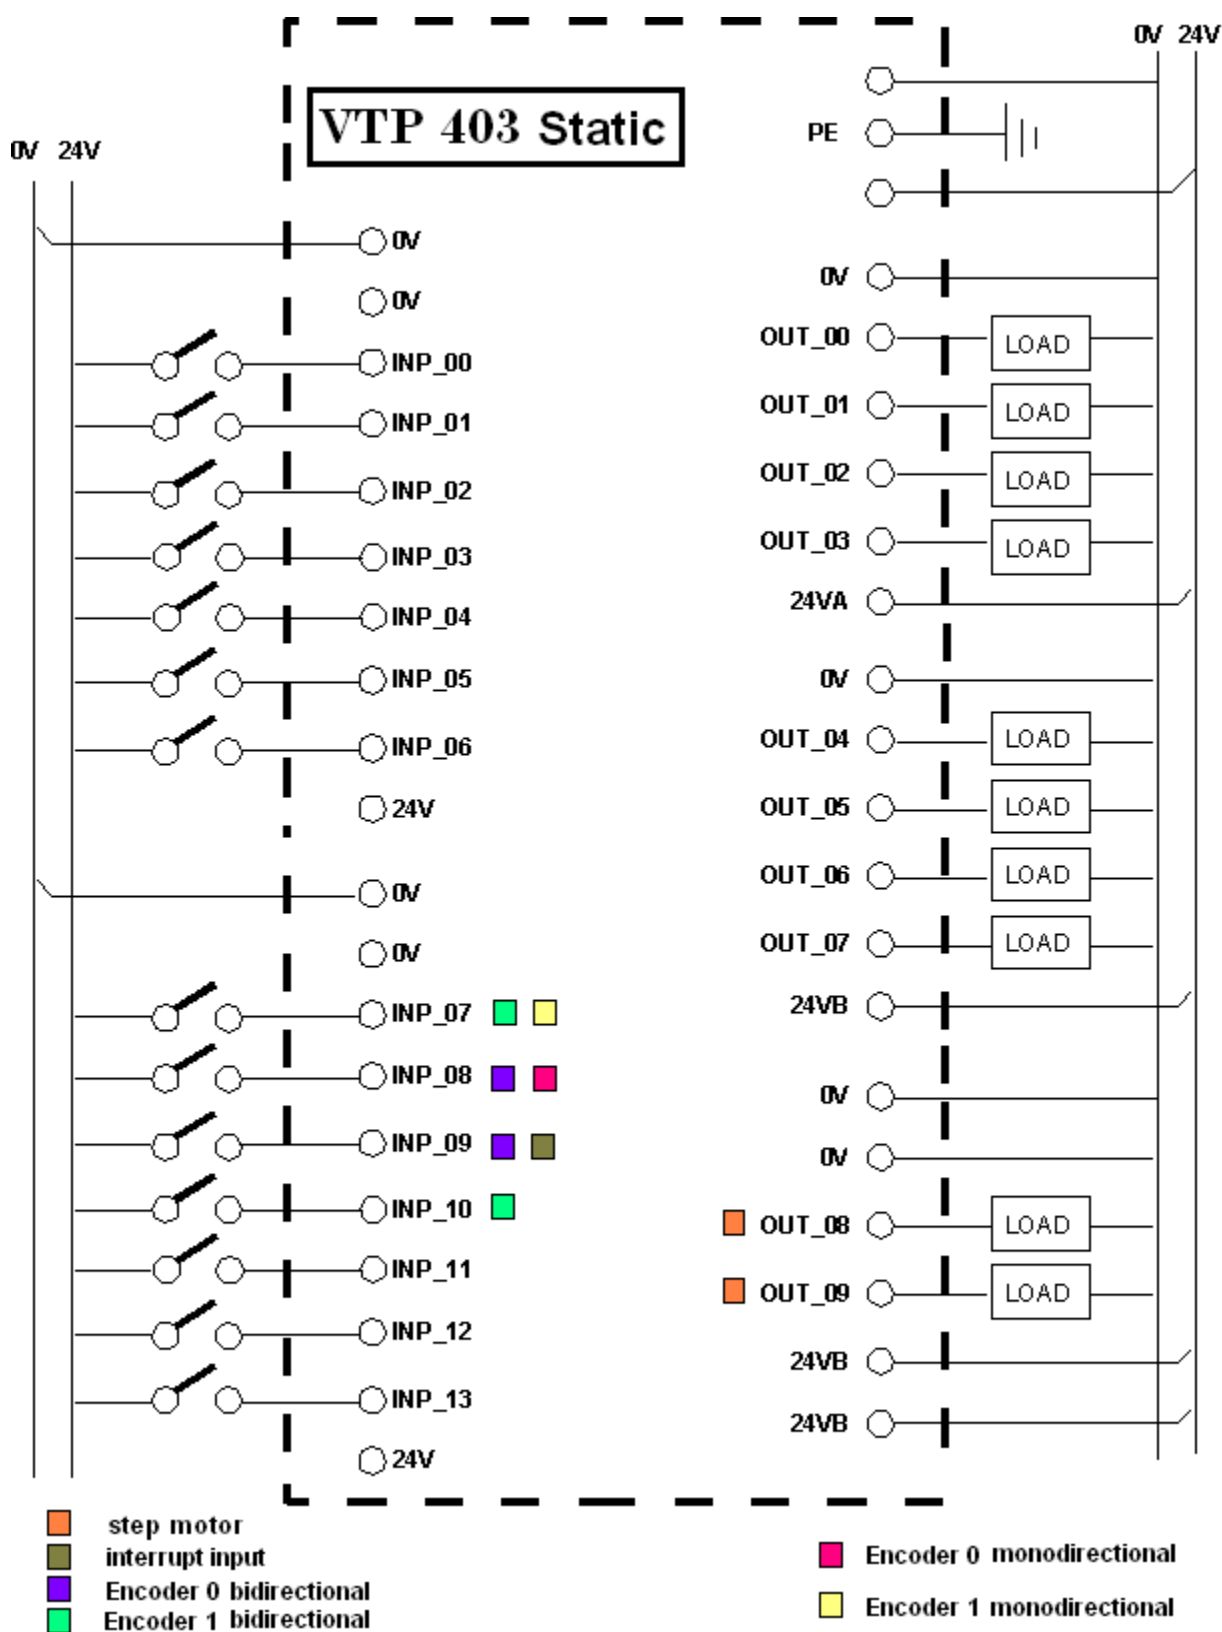 VTP 403 Static
0V 24V
0V
0V
INP_00
INP_01
INP_02
INP_03
INP_04
INP_05
INP_06
24V
0V
0V
INP_07
INP_08
INP_09
INP_10
INP_11
INP_12
INP_13
24V
0V 24V
PE
0V
OUT_00 LOAD
OUT_01 LOAD
OUT_02 LOAD
OUT_03 LOAD
24VA
0V
OUT_04 LOAD
OUT_05 LOAD
OUT_06 LOAD
OUT_07 LOAD
24VB
0V
0V
OUT_08 LOAD
OUT_09 LOAD
24VB
24VB
step motor
interrupt input
Encoder 0 bidirectional
Encoder 1 bidirectional
Encoder 0 monodirectional
Encoder 1 monodirectional